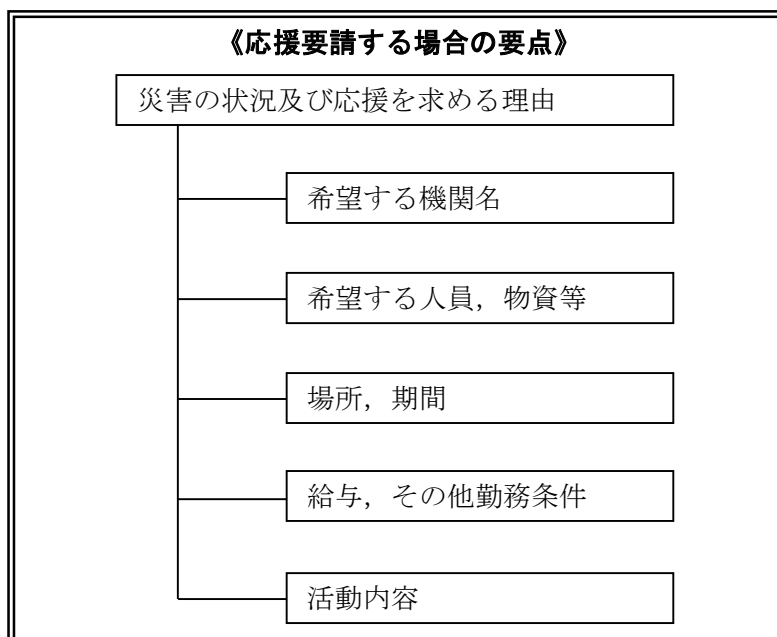 《応援要請する場合の要点》
災害の状況及び応援を求める理由
希望する機関名
希望する人員，物資等
場所，期間
給与，その他勤務条件
活動内容